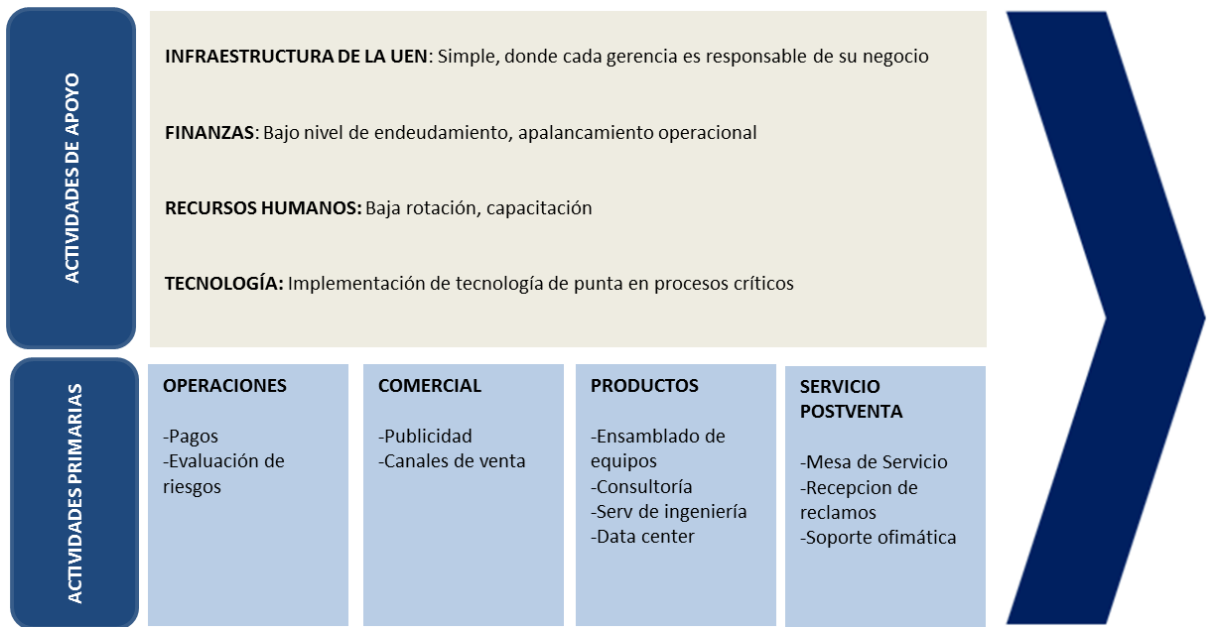 ACTIVIDADES DE APOYO
INFRAESTRUCTURA DE LA UEN: Simple, donde cada gerencia es responsable de su negocio
FINANZAS: Bajo nivel de endeudamiento, apalancamiento operacional
RECURSOS HUMANOS: Baja rotación, capacitación
TECNOLOGÍA: Implementación de tecnología de punta en procesos críticos
ACTIVIDADES PRIMARIAS
OPERACIONES
-Pagos
-Evaluación de
riesgos
COMERCIAL
-Publicidad
-Canales de venta
PRODUCTOS
-Ensamblado de
equipos
-Consultoría
-Serv de ingeniería
-Data center
SERVICIO
POSTVENTA
-Mesa de Servicio
-Recepcion de
reclamos
-Soporte ofimática